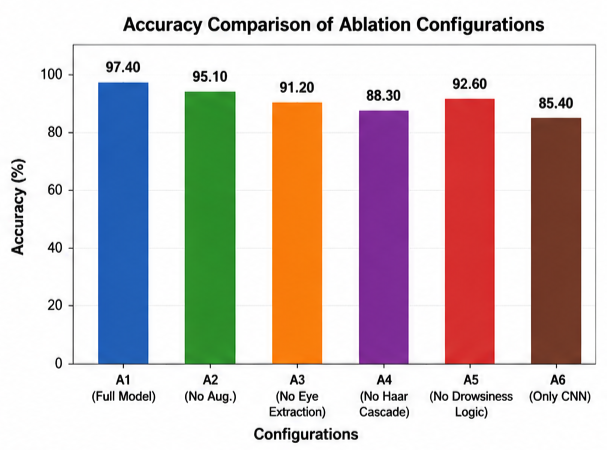 Accuracy Comparison of Ablation Configurations
Accuracy (%)
100
80
60
40
20
0
97.40
95.10
91.20
88.30
92.60
85.40
A1
(Full Model)
A2
(No Aug.)
A3
(No Eye
Extraction)
A4
(No Haar
Cascade)
A5
(No Drowsiness
Logic)
A6
(Only CNN)
Configurations